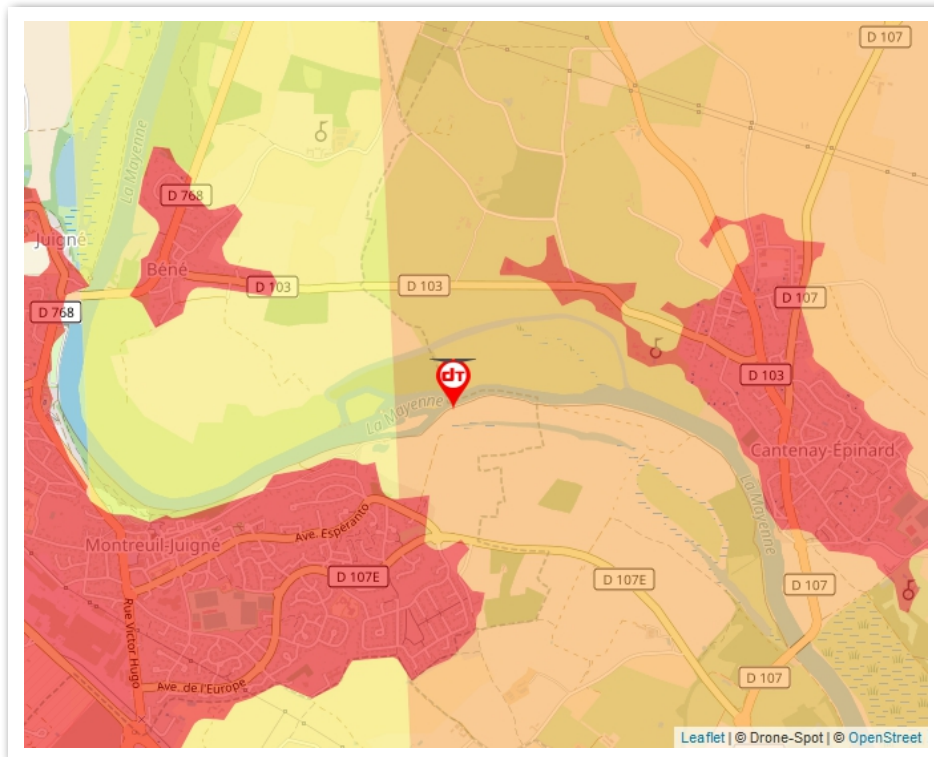 D 107
La Mayenne
D 768
Juigné
Béné
D 103
D 103
D 107
D 768
D 103
dT
La Mayenne
Cantenay-Épinard
La Mayenne
Ave. Espéranto
Montreuil-Juigné
D 107E
D 107E
D 107
Rue Victor Hugo
D 107
Ave. de l'Europe
Leaflet | © Drone-Spot | © OpenStreet